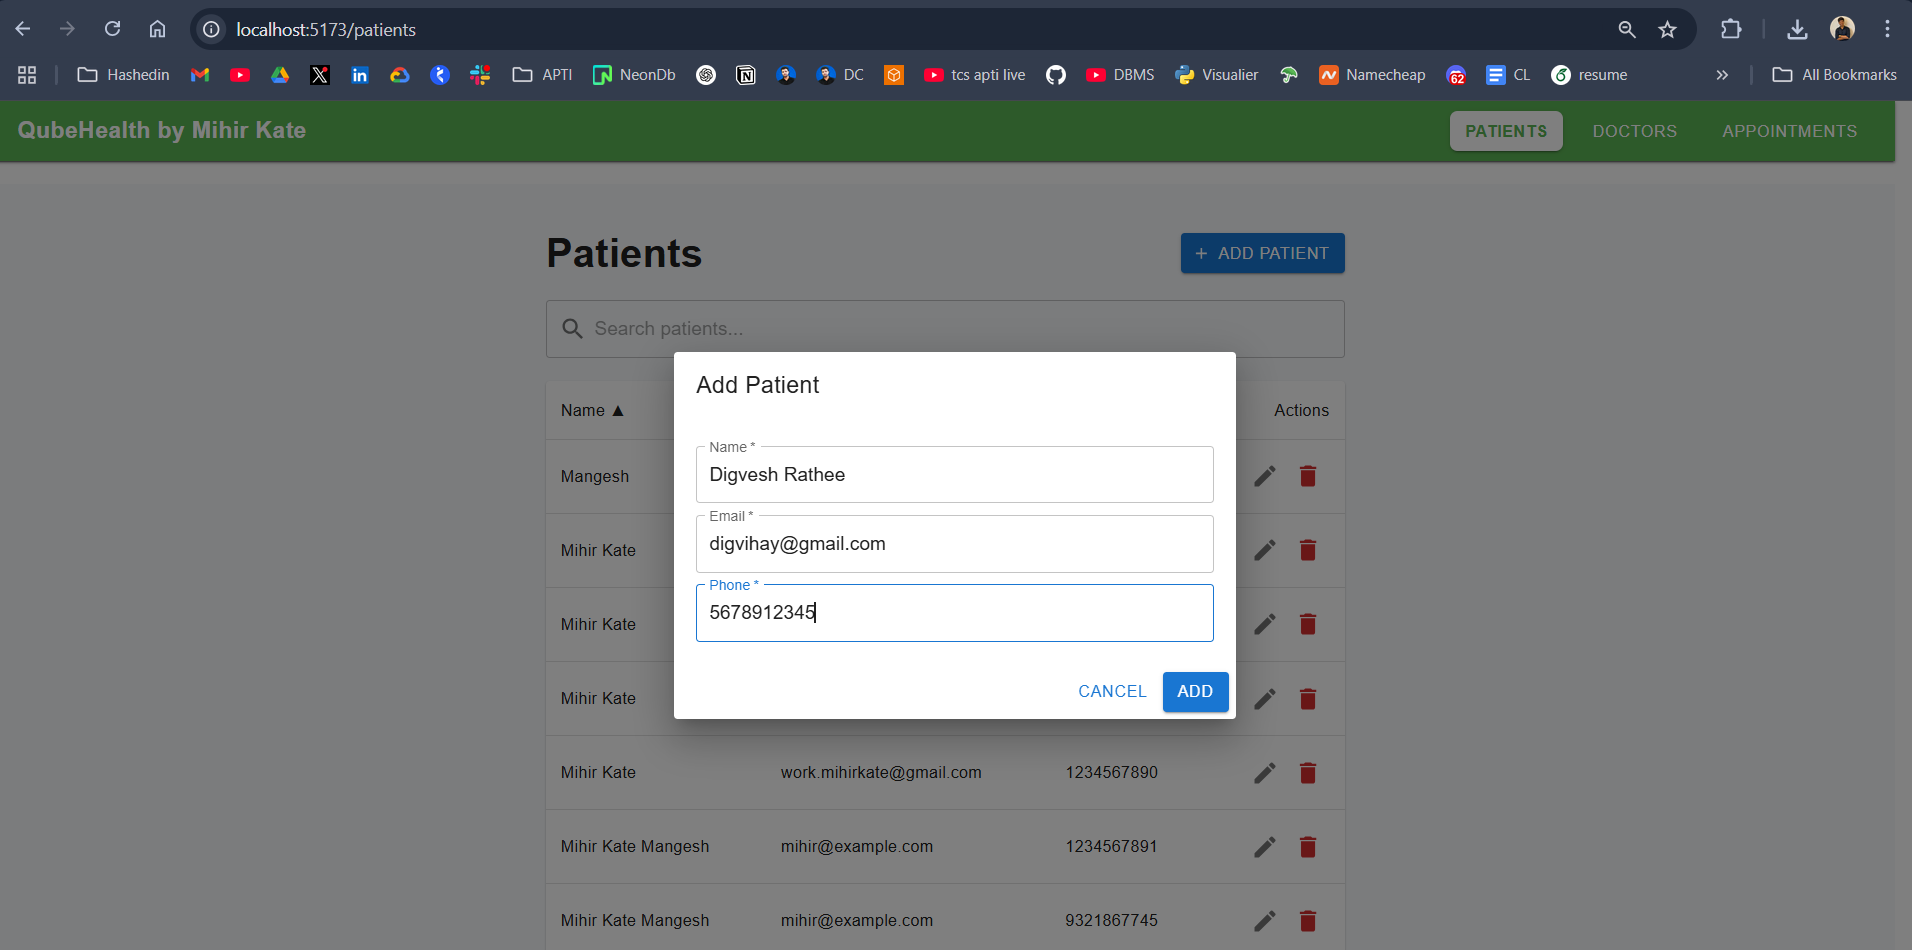 localhost:5173/patients
Hashedin APTI NeonDb DC tcs apti live DBMS Visualier Namecheap 62 CL resume » All Bookmarks
QubeHealth by Mihir Kate PATIENTS DOCTORS APPOINTMENTS
Patients + ADD PATIENT
Search patients...
Name ▲ Actions
Mangesh
Mihir Kate
Mihir Kate
Mihir Kate
Mihir Kate work.mihirkate@gmail.com 1234567890
Mihir Kate Mangesh mihir@example.com 1234567891
Mihir Kate Mangesh mihir@example.com 9321867745
Add Patient
Name *
Digvesh Rathee
Email *
digvihay@gmail.com
Phone *
5678912345
CANCEL ADD